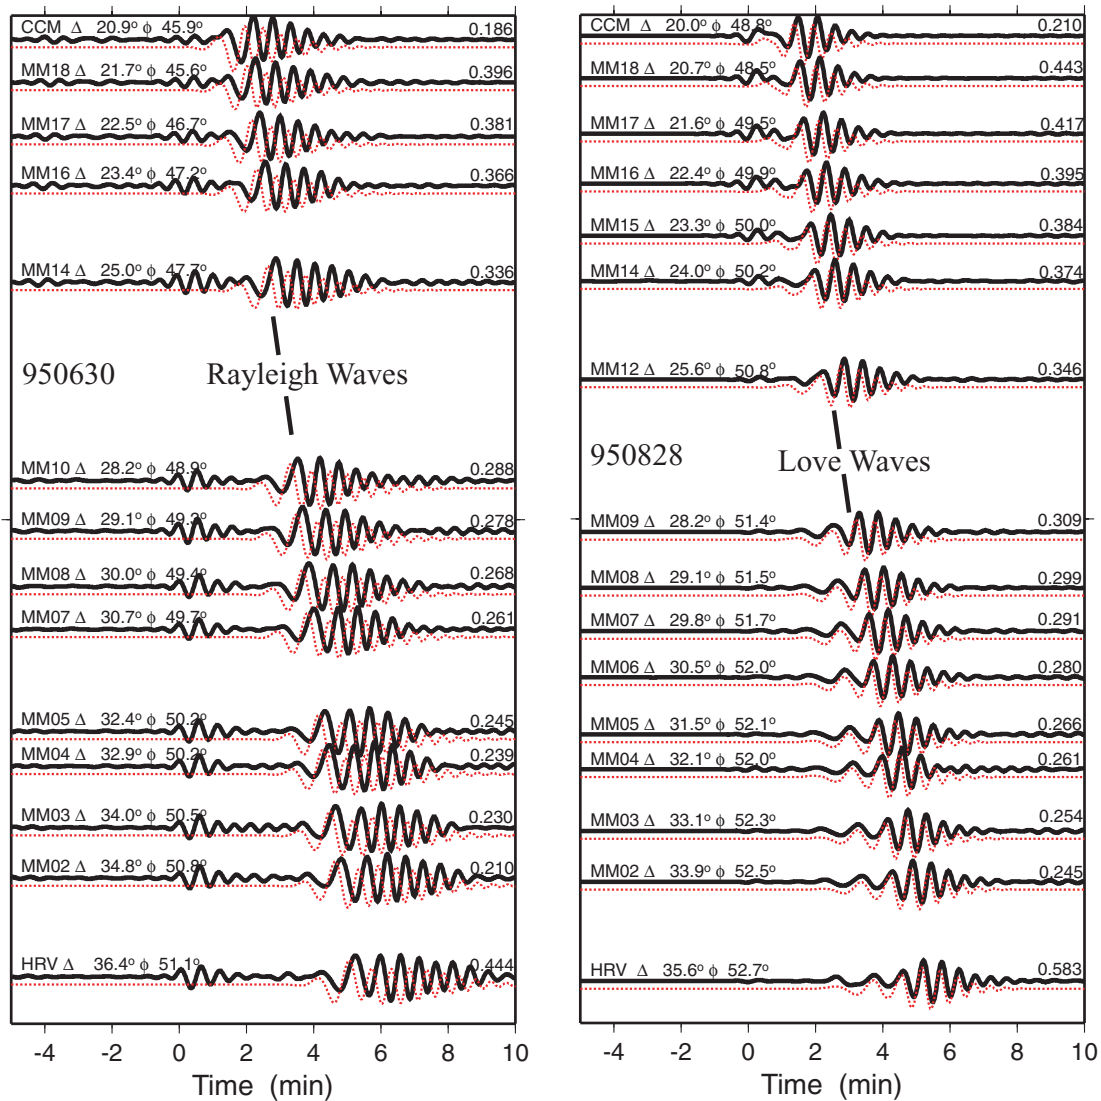 CCM Δ 20.9° ϕ 45.9° 0.186
MM18 Δ 21.7° ϕ 45.6° 0.396
MM17 Δ 22.5° ϕ 46.7° 0.381
MM16 Δ 23.4° ϕ 47.2° 0.366
MM14 Δ 25.0° ϕ 47.7° 0.336
950630 Rayleigh Waves
MM10 Δ 28.2° ϕ 48.9° 0.288
MM09 Δ 29.1° ϕ 49.3° 0.278
MM08 Δ 30.0° ϕ 49.4° 0.268
MM07 Δ 30.7° ϕ 49.7° 0.261
MM05 Δ 32.4° ϕ 50.2° 0.245
MM04 Δ 32.9° ϕ 50.2° 0.239
MM03 Δ 34.0° ϕ 50.5° 0.230
MM02 Δ 34.8° ϕ 50.8° 0.210
HRV Δ 36.4° ϕ 51.1° 0.444
-4 -2 0 2 4 6 8 10
Time (min)
CCM Δ 20.0° ϕ 48.8° 0.210
MM18 Δ 20.7° ϕ 48.5° 0.443
MM17 Δ 21.6° ϕ 49.5° 0.417
MM16 Δ 22.4° ϕ 49.9° 0.395
MM15 Δ 23.3° ϕ 50.0° 0.384
MM14 Δ 24.0° ϕ 50.2° 0.374
MM12 Δ 25.6° ϕ 50.8° 0.346
950828 Love Waves
MM09 Δ 28.2° ϕ 51.4° 0.309
MM08 Δ 29.1° ϕ 51.5° 0.299
MM07 Δ 29.8° ϕ 51.7° 0.291
MM06 Δ 30.5° ϕ 52.0° 0.280
MM05 Δ 31.5° ϕ 52.1° 0.266
MM04 Δ 32.1° ϕ 52.0° 0.261
MM03 Δ 33.1° ϕ 52.3° 0.254
MM02 Δ 33.9° ϕ 52.5° 0.245
HRV Δ 35.6° ϕ 52.7° 0.583
-4 -2 0 2 4 6 8 10
Time (min)